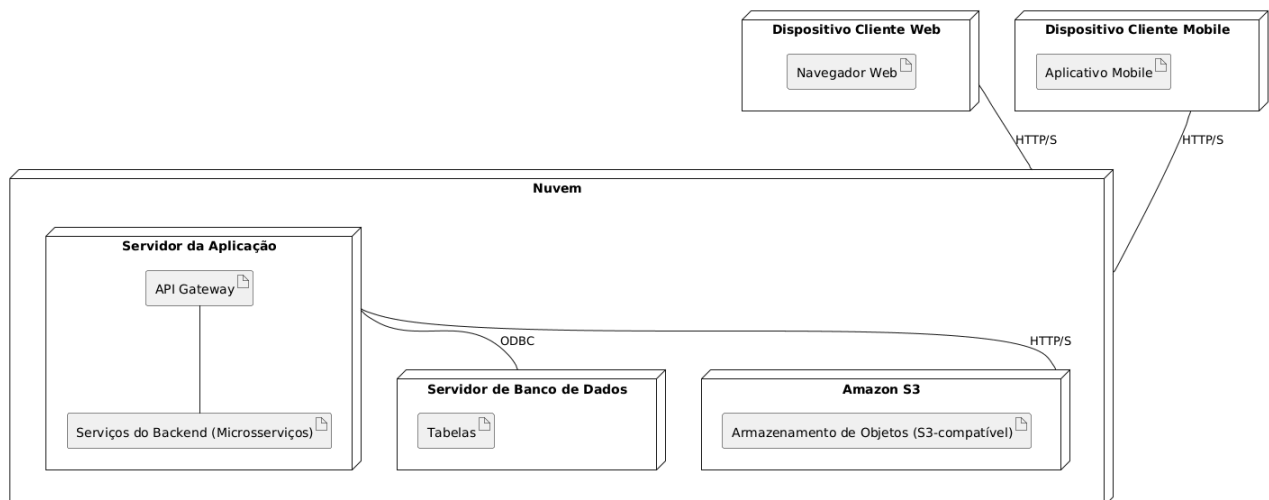 Dispositivo Cliente Web
Navegador Web
Dispositivo Cliente Mobile
Aplicativo Mobile
HTTP/S
HTTP/S
Nuvem
Servidor da Aplicação
API Gateway
Serviços do Backend (Microsserviços)
ODBC
HTTP/S
Servidor de Banco de Dados
Tabelas
Amazon S3
Armazenamento de Objetos (S3-compatível)